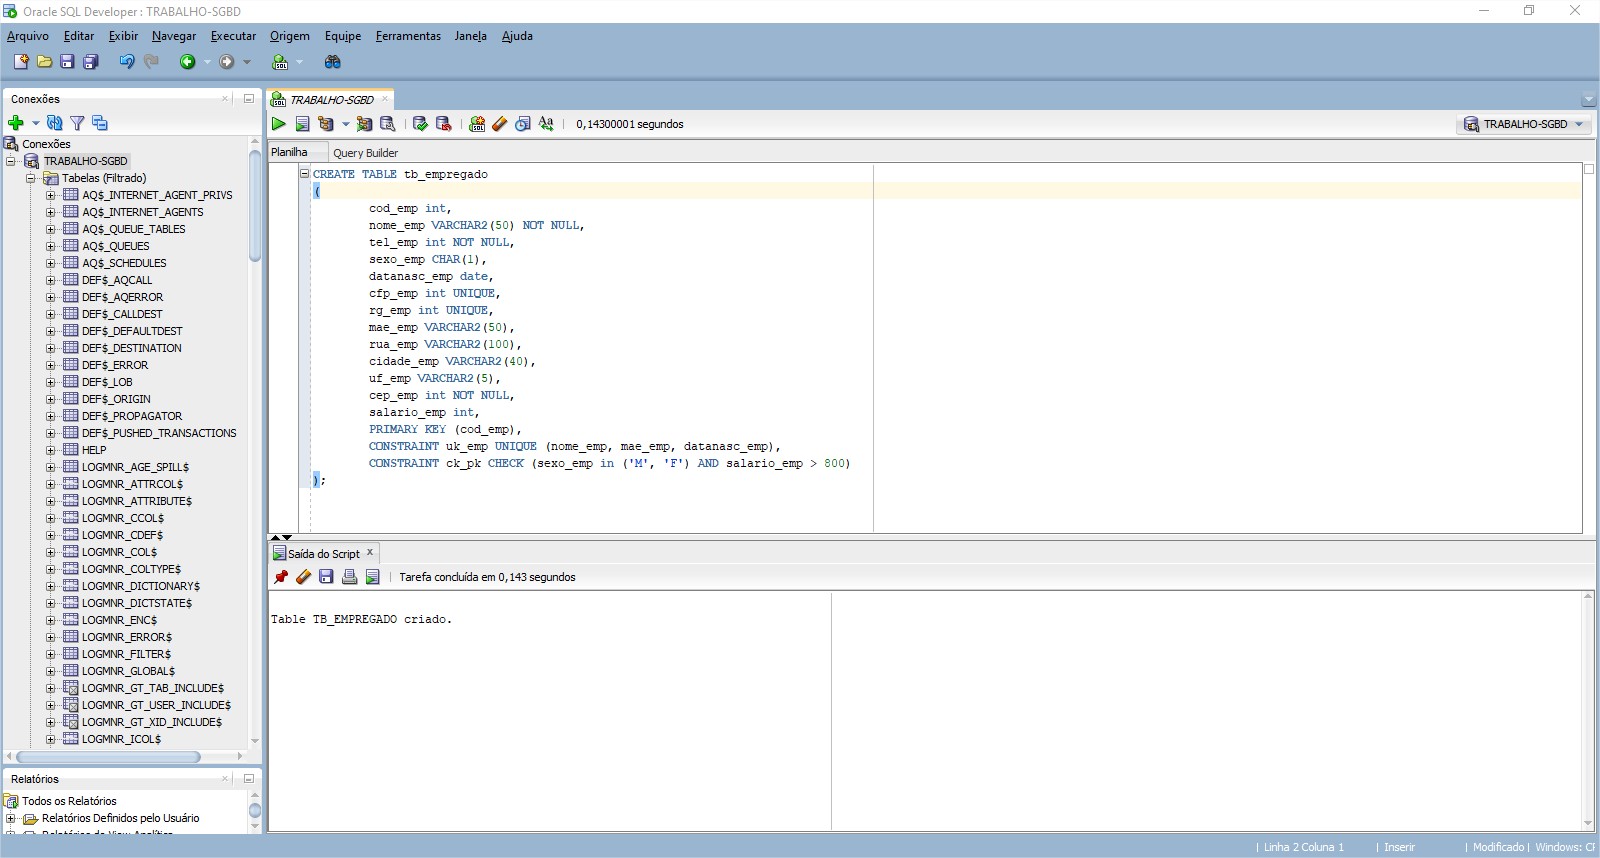 Oracle SQL Developer : TRABALHO-SGBD
Arquivo Editar Exibir Navegar Executar Origem Equipe Ferramentas Janela Ajuda
Conexões
Conexões
TRABALHO-SGBD
Tabelas (Filtrado)
AQ$_INTERNET_AGENT_PRIVS
AQ$_INTERNET_AGENTS
AQ$_QUEUE_TABLES
AQ$_QUEUES
AQ$_SCHEDULES
DEF$_AQCALL
DEF$_AQERROR
DEF$_CALLDEST
DEF$_DEFAULTDEST
DEF$_DESTINATION
DEF$_ERROR
DEF$_LOB
DEF$_ORIGIN
DEF$_PROPAGATOR
DEF$_PUSHED_TRANSACTIONS
HELP
LOGMNR_AGE_SPILL$
LOGMNR_ATTRCOL$
LOGMNR_ATTRIBUTE$
LOGMNR_CCOL$
LOGMNR_CDEF$
LOGMNR_COL$
LOGMNR_COLTYPE$
LOGMNR_DICTIONARY$
LOGMNR_DICTSTATE$
LOGMNR_ENC$
LOGMNR_ERROR$
LOGMNR_FILTER$
LOGMNR_GLOBAL$
LOGMNR_GT_TAB_INCLUDE$
LOGMNR_GT_USER_INCLUDE$
LOGMNR_GT_XID_INCLUDE$
LOGMNR_ICOL$
Relatórios
Todos os Relatórios
Relatórios Definidos pelo Usuário
TRABALHO-SGBD
SQL
0,14300001 segundos
TRABALHO-SGBD
Planilha Query Builder
CREATE TABLE tb_empregado
(
cod_emp int,
nome_emp VARCHAR2(50) NOT NULL,
tel_emp int NOT NULL,
sexo_emp CHAR(1),
datanasc_emp date,
cfp_emp int UNIQUE,
rg_emp int UNIQUE,
mae_emp VARCHAR2(50),
rua_emp VARCHAR2(100),
cidade_emp VARCHAR2(40),
uf_emp VARCHAR2(5),
cep_emp int NOT NULL,
salario_emp int,
PRIMARY KEY (cod_emp),
CONSTRAINT uk_emp UNIQUE (nome_emp, mae_emp, datanasc_emp),
CONSTRAINT ck_pk CHECK (sexo_emp in ('M', 'F') AND salario_emp > 800)
);
Saída do Script
Tarefa concluída em 0,143 segundos
Table TB_EMPREGADO criado.
Linha 2 Coluna 1 | Inserir | Modificado | Windows: